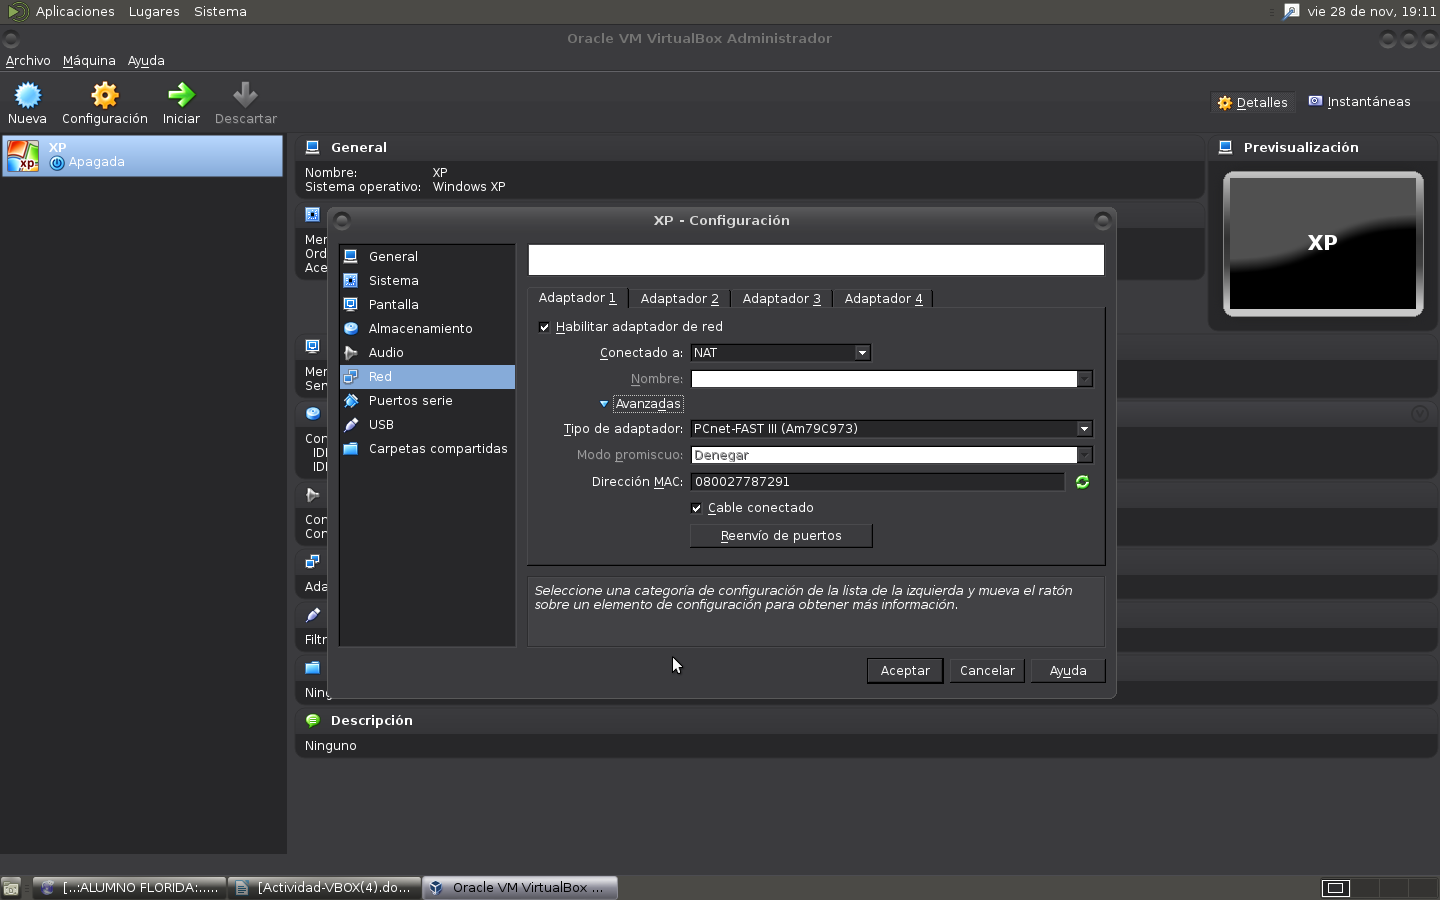 Aplicaciones Lugares Sistema
vie 28 de nov, 19:11
Oracle VM VirtualBox Administrador
Archivo Máquina Ayuda
Nueva Configuración Iniciar Descartar
Detalles Instantáneas
XP
Apagada
General
Nombre: XP
Sistema operativo: Windows XP
Previsualización
XP
Mer
Ord
Ace
Mer
Ser
Con
IDI
IDI
Con
Con
Ada
Filtr
Ning
Descripción
Ninguno
XP - Configuración
General
Sistema
Pantalla
Almacenamiento
Audio
Red
Puertos serie
USB
Carpetas compartidas
Adaptador 1 Adaptador 2 Adaptador 3 Adaptador 4
Habilitar adaptador de red
Conectado a: NAT
Nombre:
Avanzadas
Tipo de adaptador: PCnet-FAST III (Am79C973)
Modo promiscuo: Denegar
Dirección MAC: 080027787291
Cable conectado
Reenvío de puertos
Seleccione una categoría de configuración de la lista de la izquierda y mueva el ratón
sobre un elemento de configuración para obtener más información.
Aceptar Cancelar Ayuda
[..:ALUMNO FLORIDA:..... [Actividad-VBOX(4).do... Oracle VM VirtualBox ...